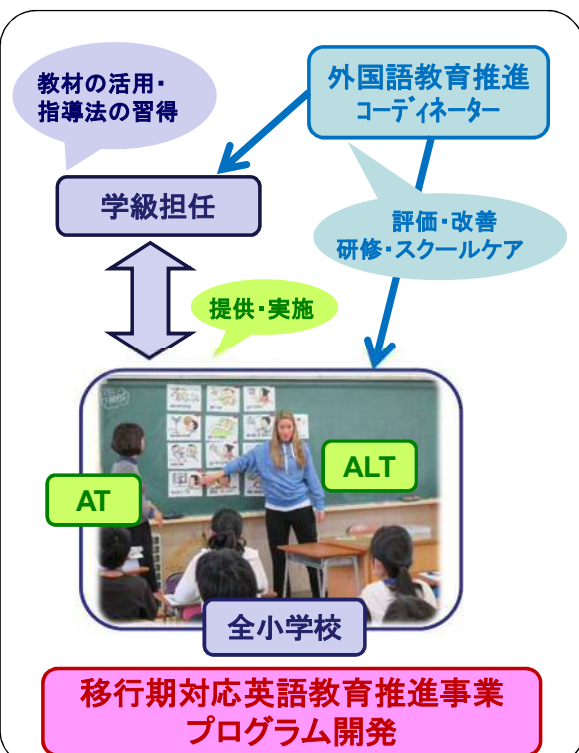 教材の活用・
指導法の習得
外国語教育推進
コーディネーター
学級担任
評価・改善
研修・スクールケア
提供・実施
ALT
AT
全小学校
移行期対応英語教育推進事業
プログラム開発